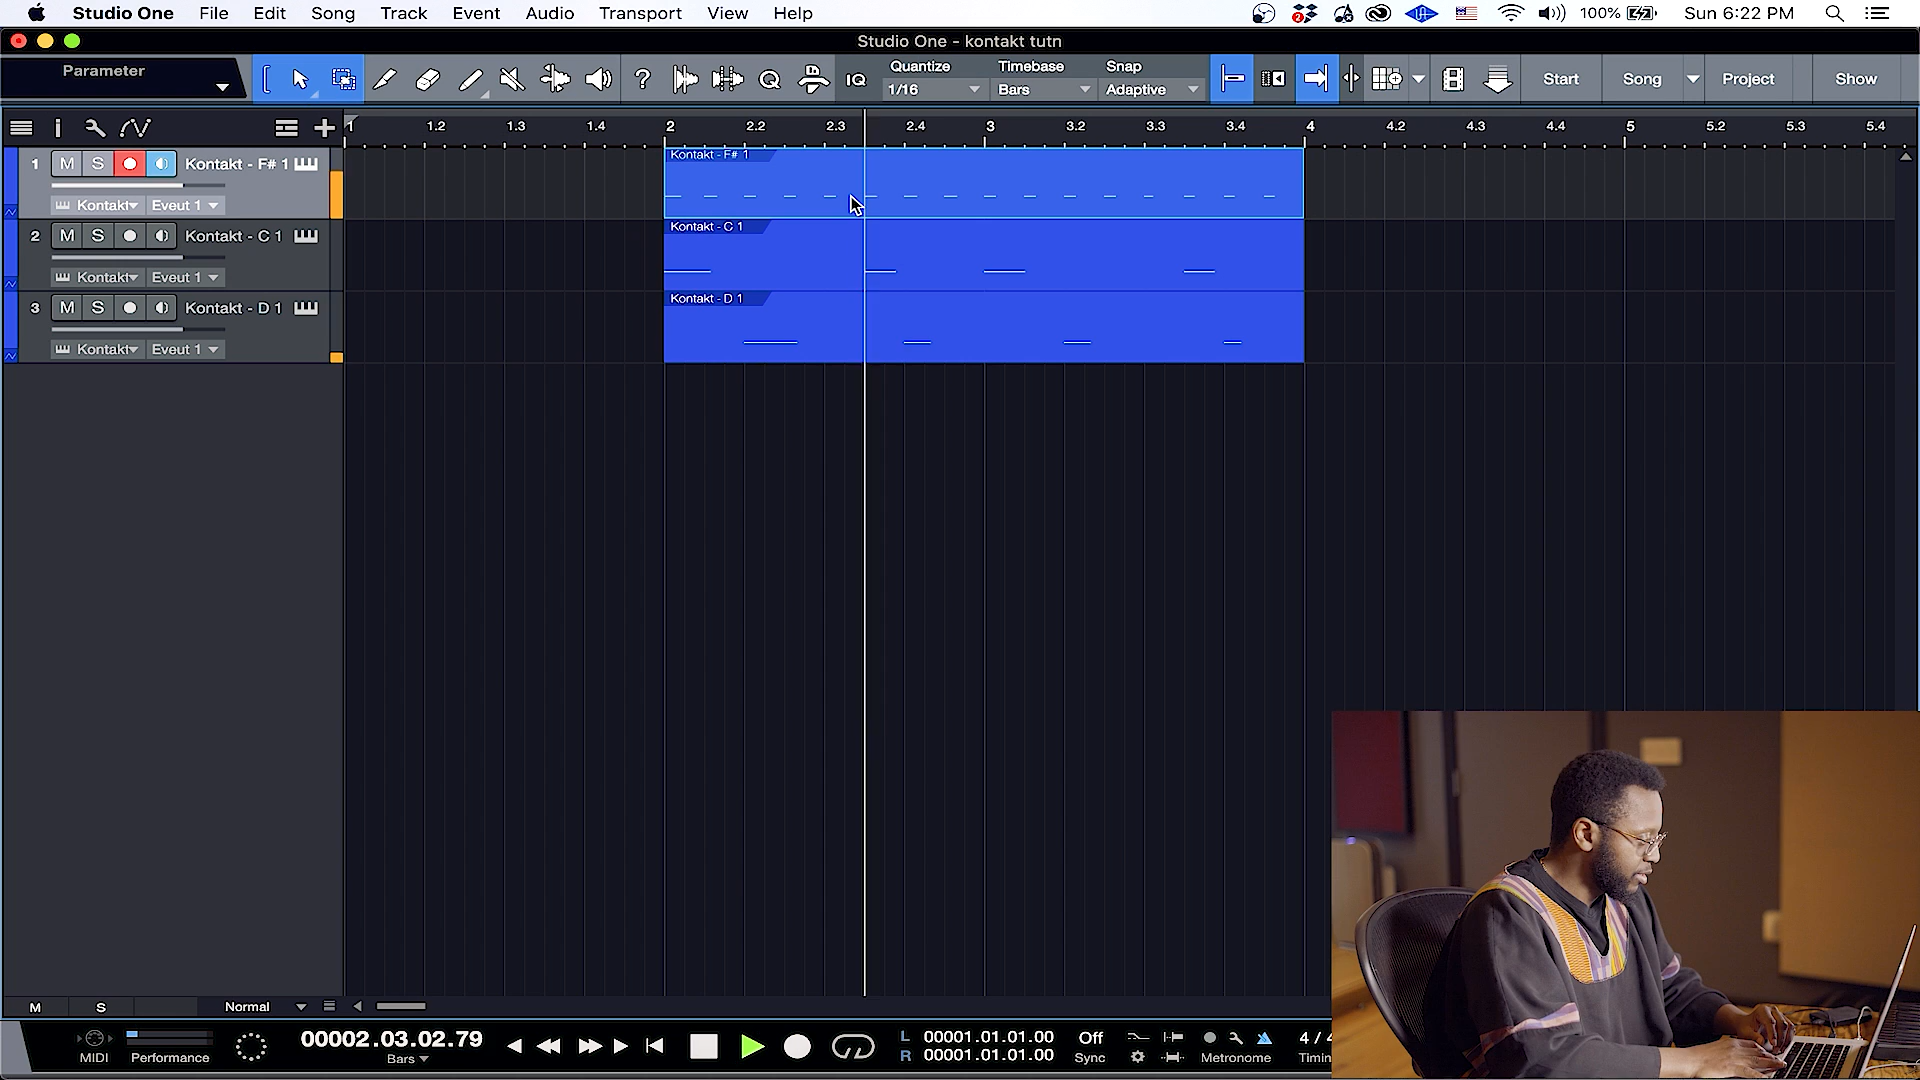 Studio One File Edit Song Track Event Audio Transport View Help
2 100% Sun 6:22 PM
Studio One - kontakt tutn
Parameter
IQ
Quantize
1/16
Timebase
Bars
Snap
Adaptive
Start Song Project Show
1 1.2 1.3 1.4 2 2.2 2.3 2.4 3 3.2 3.3 3.4 4 4.2 4.3 4.4 5 5.2 5.3 5.4
1 M S Kontakt - F# 1
Kontakt Eveut 1
2 M S Kontakt - C 1
Kontakt Eveut 1
3 M S Kontakt - D 1
Kontakt Eveut 1
Kontakt - F# 1
Kontakt - C 1
Kontakt - D 1
M S Normal
MIDI
Performance
00002.03.02.79
Bars
L 00001.01.01.00
R 00001.01.01.00
Off
Sync
Metronome
4 / 4
Timin